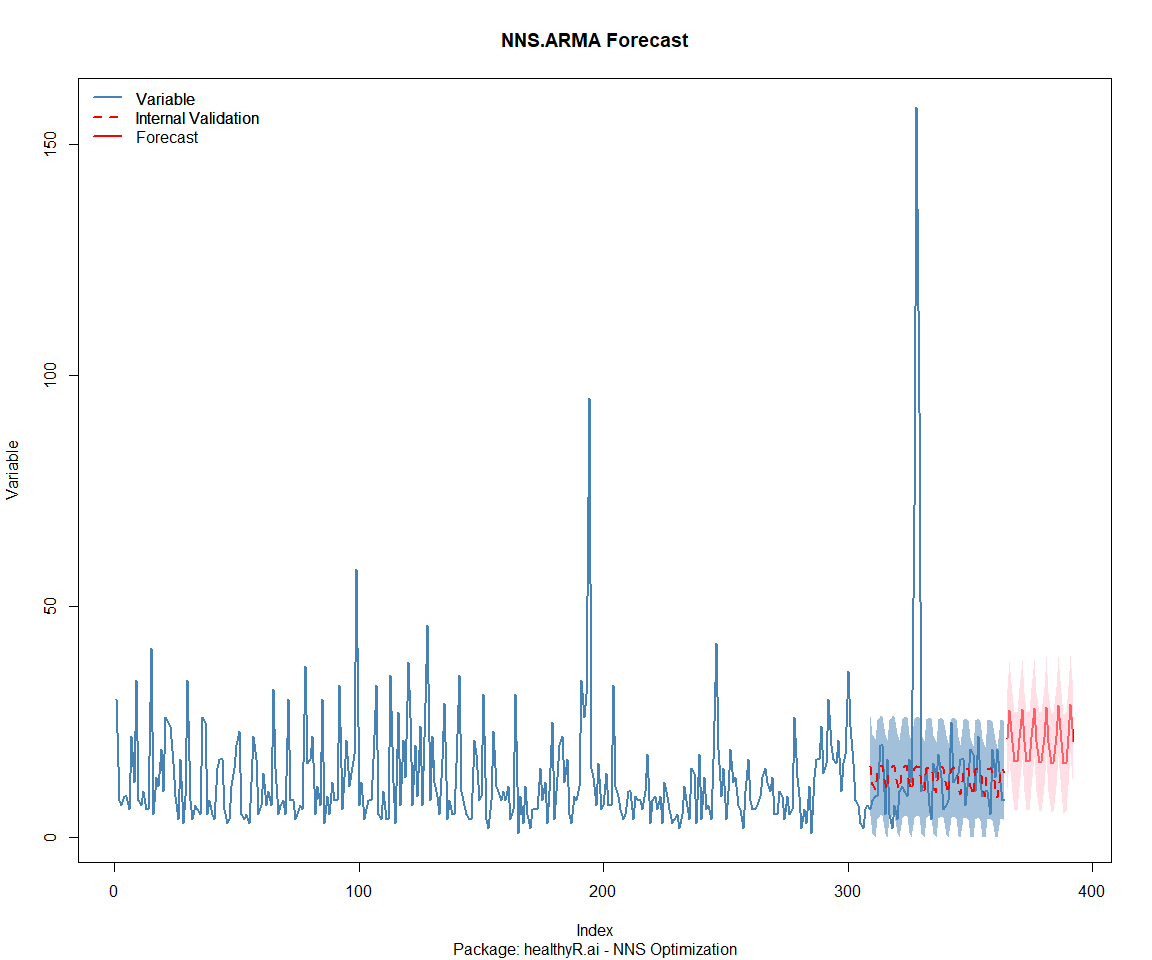 NNS.ARMA Forecast
Variable
Internal Validation
Forecast
150
100
50
0
Variable
0
100
200
300
400
Index
Package: healthyR.ai - NNS Optimization